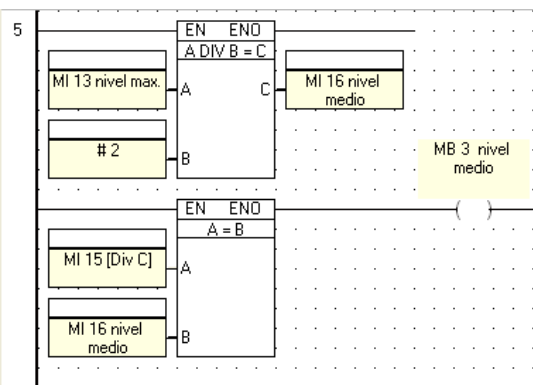 5
EN ENO
A DIV B = C
MI 13 nivel max.
A
C
MI 16 nivel
medio
# 2
B
MB 3 nivel
medio
EN ENO
A = B
MI 15 [Div C]
A
MI 16 nivel
medio
B